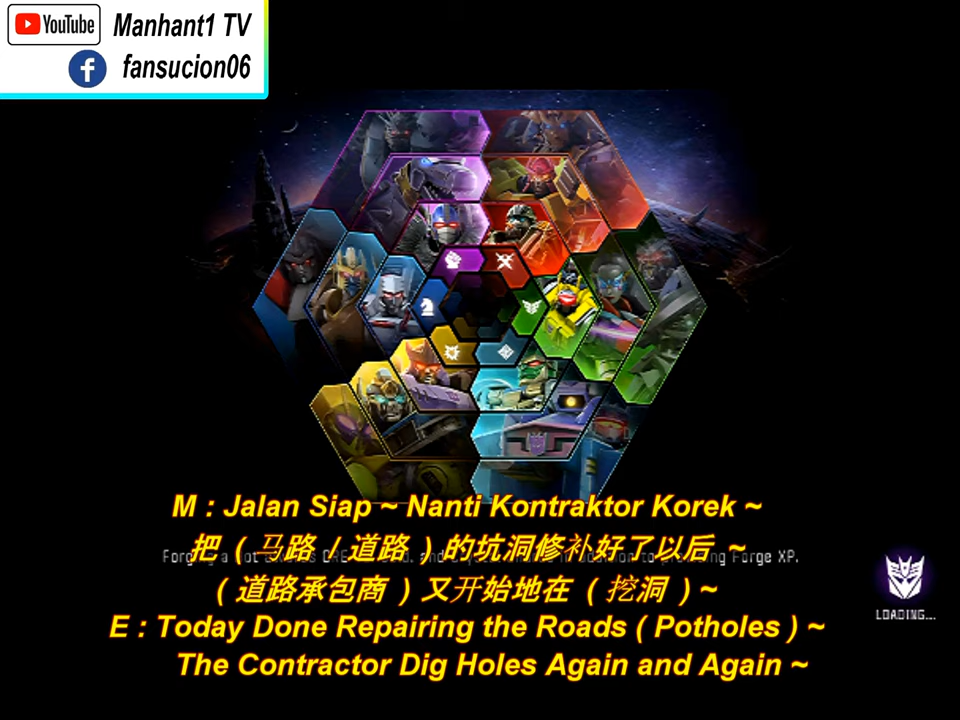 YouTube Manhant1 TV
f fansucion06
M : Jalan Siap ~ Nanti Kontraktor Korek ~
把 ( 马路 / 道路 ) 的坑洞修补好了以后 ~
Forge XP.
( 道路承包商 ) 又开始地在 ( 挖洞 ) ~
E : Today Done Repairing the Roads ( Potholes ) ~
The Contractor Dig Holes Again and Again ~
LOADING...